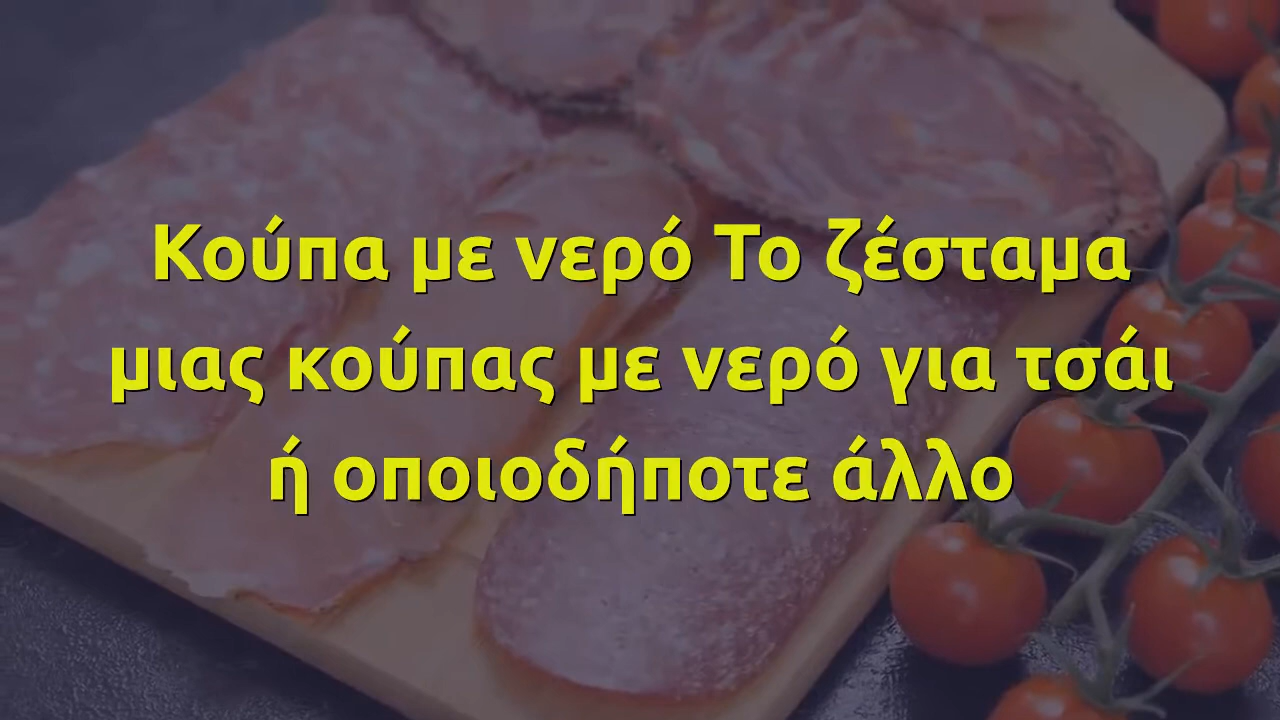 Κούπα με νερό Το ζέσταμα
μιας κούπας με νερό για τσάι
ή οποιοδήποτε άλλο